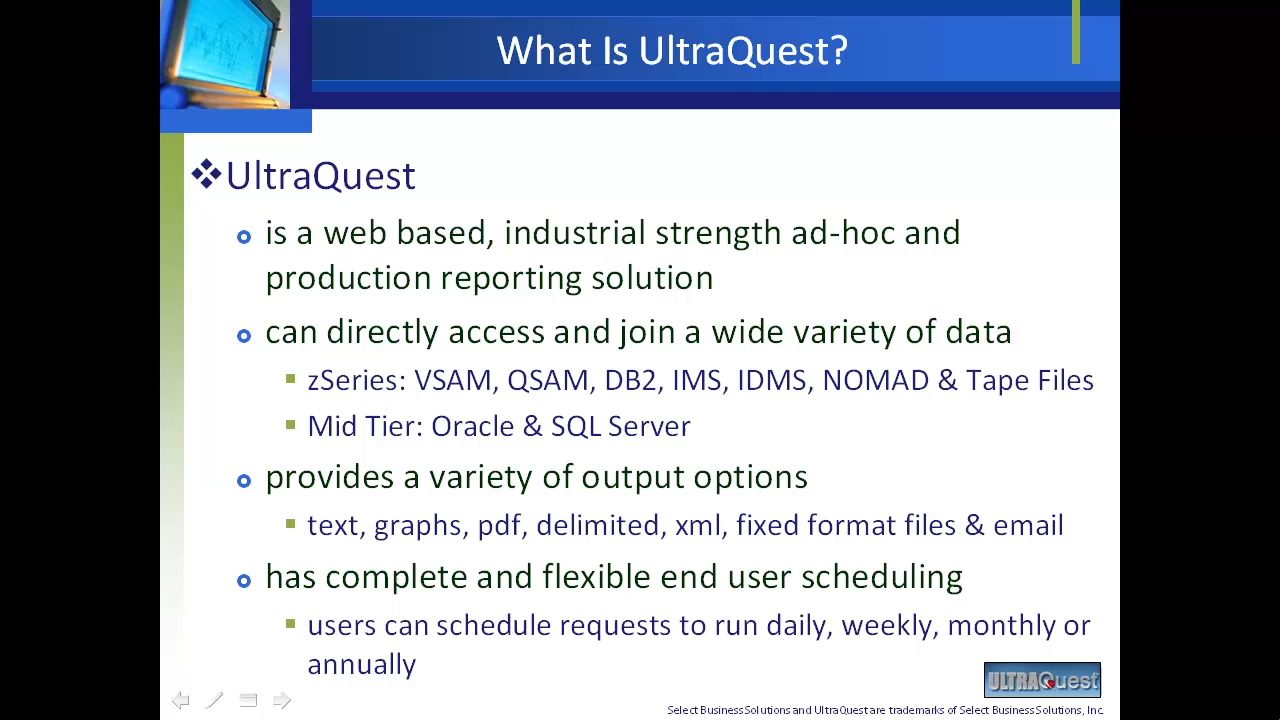 What Is UltraQuest?
UltraQuest
is a web based, industrial strength ad-hoc and
production reporting solution
can directly access and join a wide variety of data
zSeries: VSAM, QSAM, DB2, IMS, IDMS, NOMAD & Tape Files
Mid Tier: Oracle & SQL Server
provides a variety of output options
text, graphs, pdf, delimited, xml, fixed format files & email
has complete and flexible end user scheduling
users can schedule requests to run daily, weekly, monthly or
annually
ULTRAQuest
Select Business Solutions and UltraQuest are trademarks of Select Business Solutions, Inc.